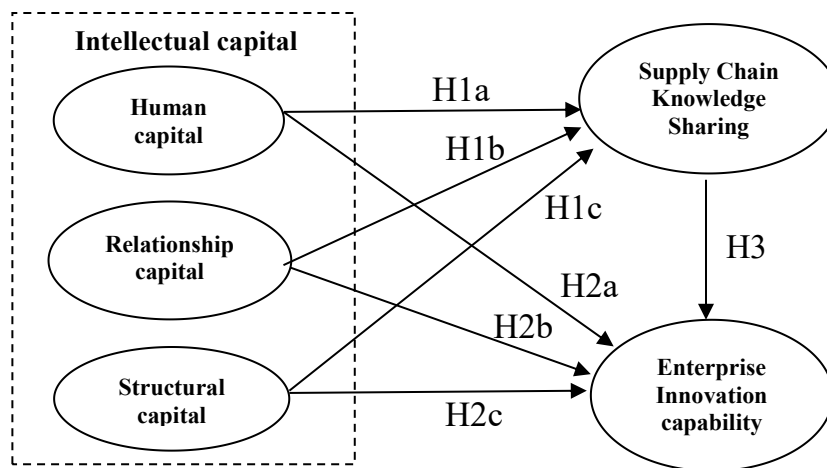 Intellectual capital
Human
capital
Relationship
capital
Structural
capital
H1a
H1b
H1c
H2a
H2b
H2c
Supply Chain
Knowledge
Sharing
H3
Enterprise
Innovation
capability